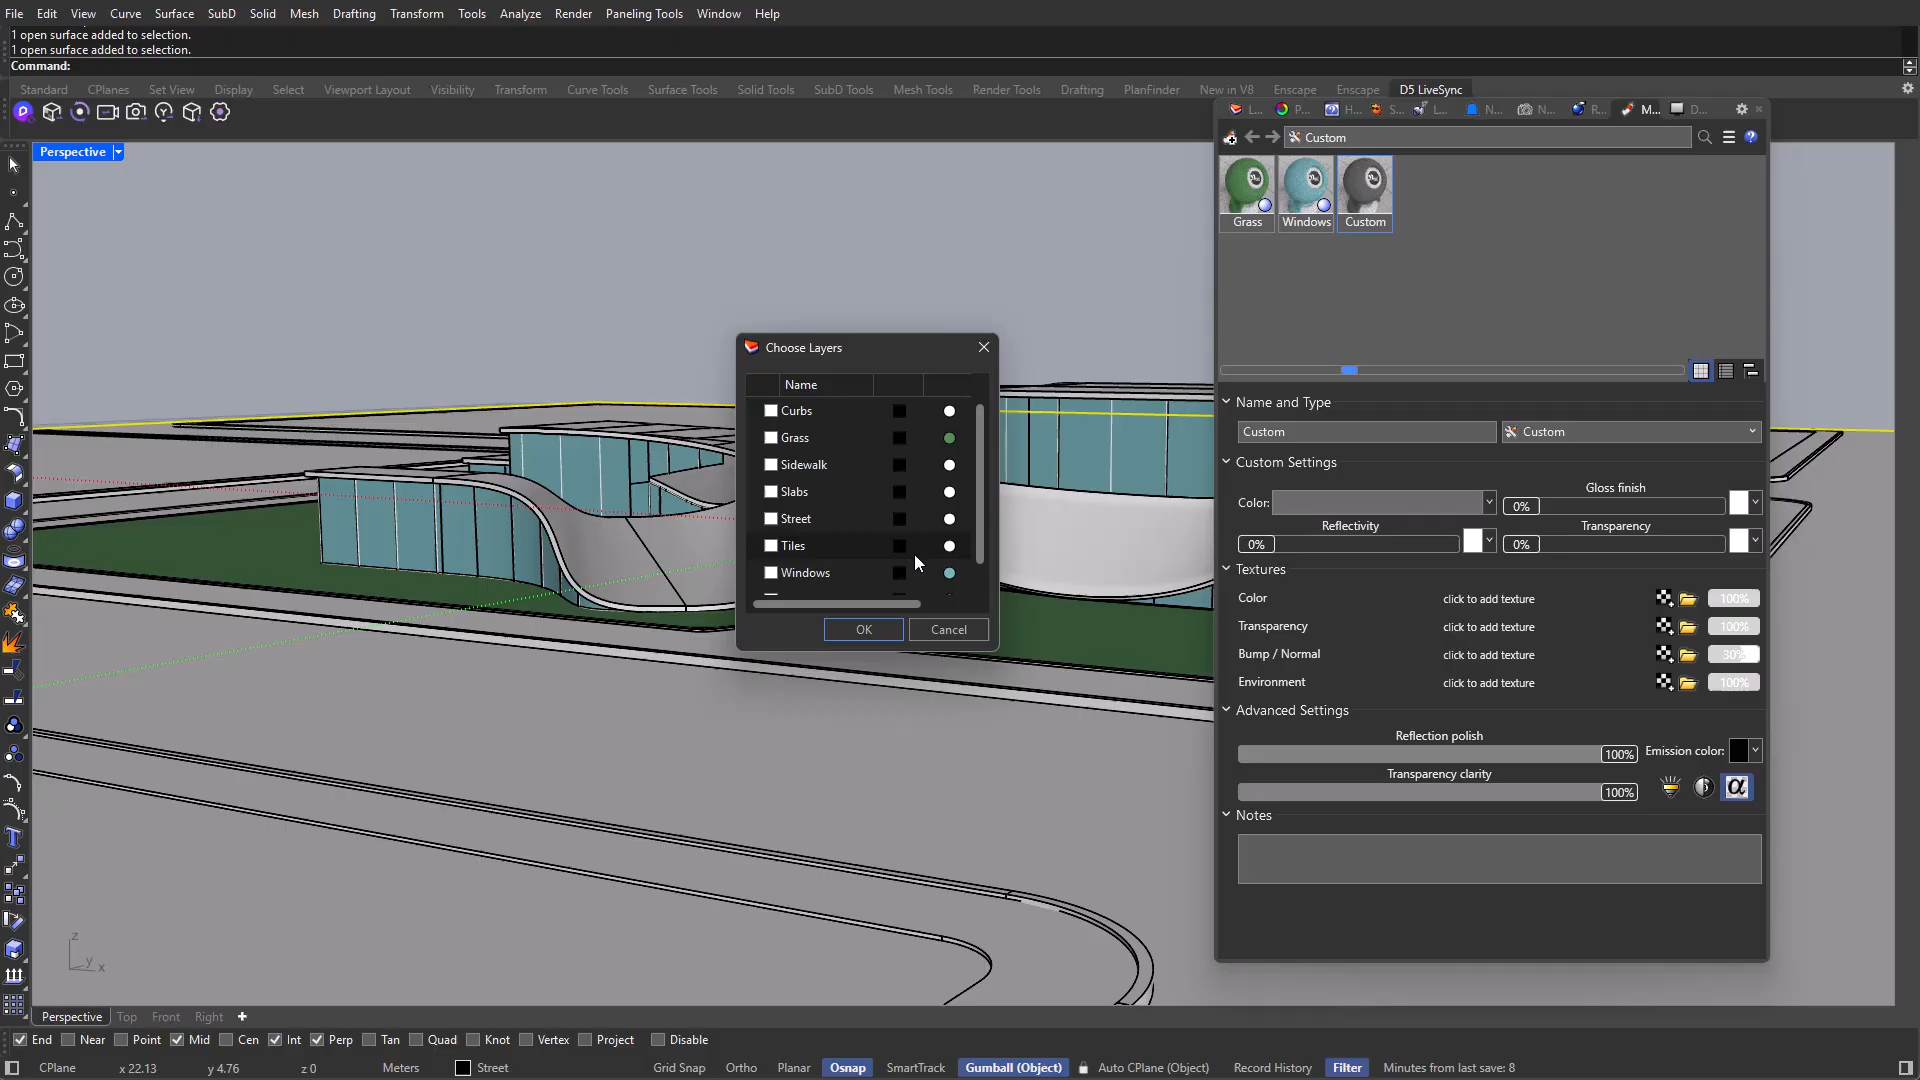 File Edit View Curve Surface SubD Solid Mesh Drafting Transform Tools Analyze Render Paneling Tools Window Help
1 open surface added to selection.
1 open surface added to selection.
Command:
Standard CPlanes Set View Display Select Viewport Layout Visibility Transform Curve Tools Surface Tools Solid Tools SubD Tools Mesh Tools Render Tools Drafting PlanFinder New in V8 Enscape Enscape D5 LiveSync
L... P... H... S... L... N... N... R... M... D...
Custom
Perspective
Grass Windows Custom
Choose Layers
Name
Curbs
Grass
Sidewalk
Slabs
Street
Tiles
Windows
OK Cancel
Name and Type
Custom Custom
Custom Settings
Gloss finish
Color: 0%
Reflectivity Transparency
0% 0%
Textures
Color click to add texture 100%
Transparency click to add texture 100%
Bump / Normal click to add texture 30%
Environment click to add texture 100%
Advanced Settings
Reflection polish
100% Emission color:
Transparency clarity
100% α
Notes
z
y x
Perspective Top Front Right
End Near Point Mid Cen Int Perp Tan Quad Knot Vertex Project Disable
CPlane x 22.13 y 4.76 z 0 Meters Street Grid Snap Ortho Planar Osnap SmartTrack Gumball (Object) Auto CPlane (Object) Record History Filter Minutes from last save: 8